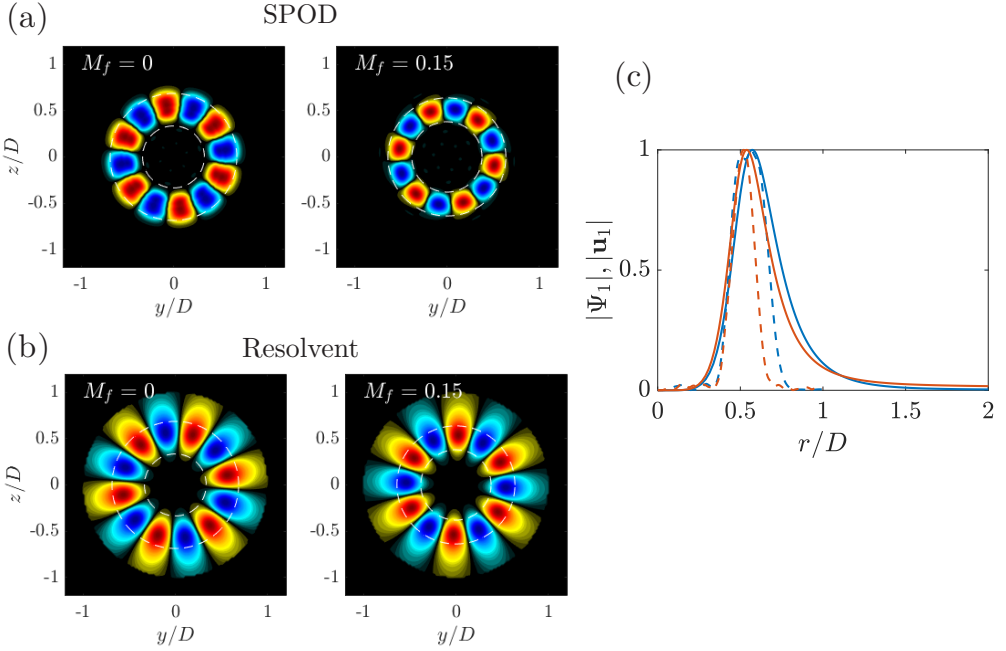 (a)
SPOD
M_f = 0
M_f = 0.15
1
0.5
0
-0.5
-1
z/D
-1
0
1
y/D
-1
0
1
y/D
(b)
Resolvent
M_f = 0
M_f = 0.15
1
0.5
0
-0.5
-1
z/D
-1
0
1
y/D
-1
0
1
y/D
(c)
1
0.5
0
|Ψ₁|, |u₁|
0
0.5
1
1.5
2
r/D